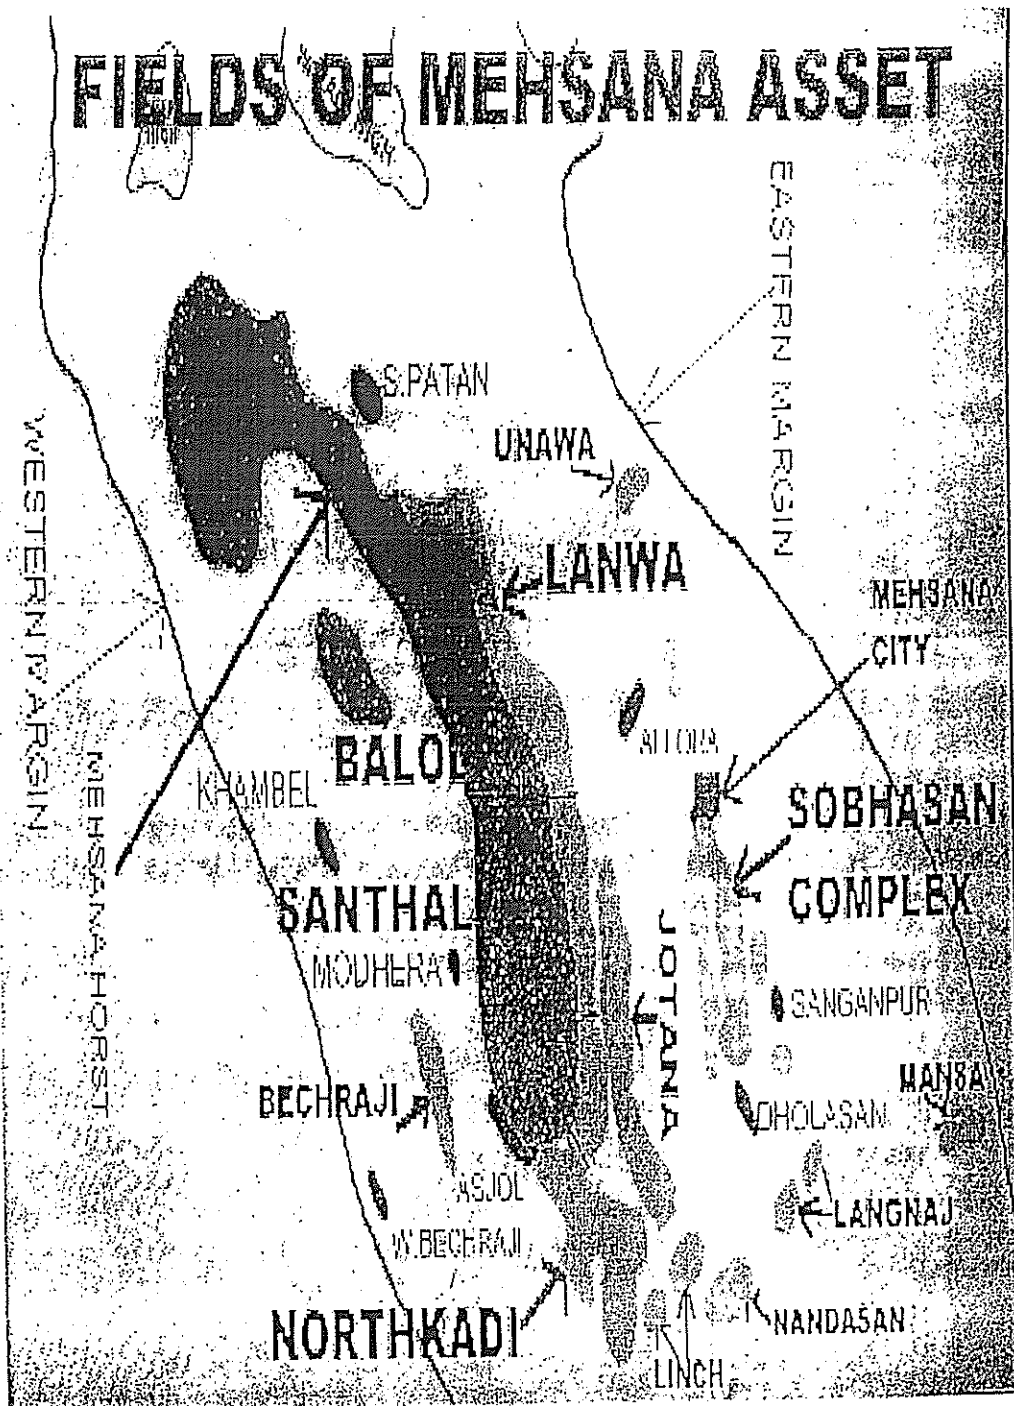 FIELDS OF MEHSANA ASSET
HIGH
HIGH
EASTERN MARGIN
S.PATAN
UNAWA
WESTERN MARGIN
LANWA
MEHSANA
CITY
ALLORA
BALOL
KHAMBEL
MEHSANA HORST
SOBHASAN
COMPLEX
SANTHAL
MODHERA
JOTANA
SANGANPUR
MANSA
BECHRAJI
DHOLASAN
ASJOL
LANGNAJ
W.BECHRAJI
NORTHKADI
NANDASAN
LINCH